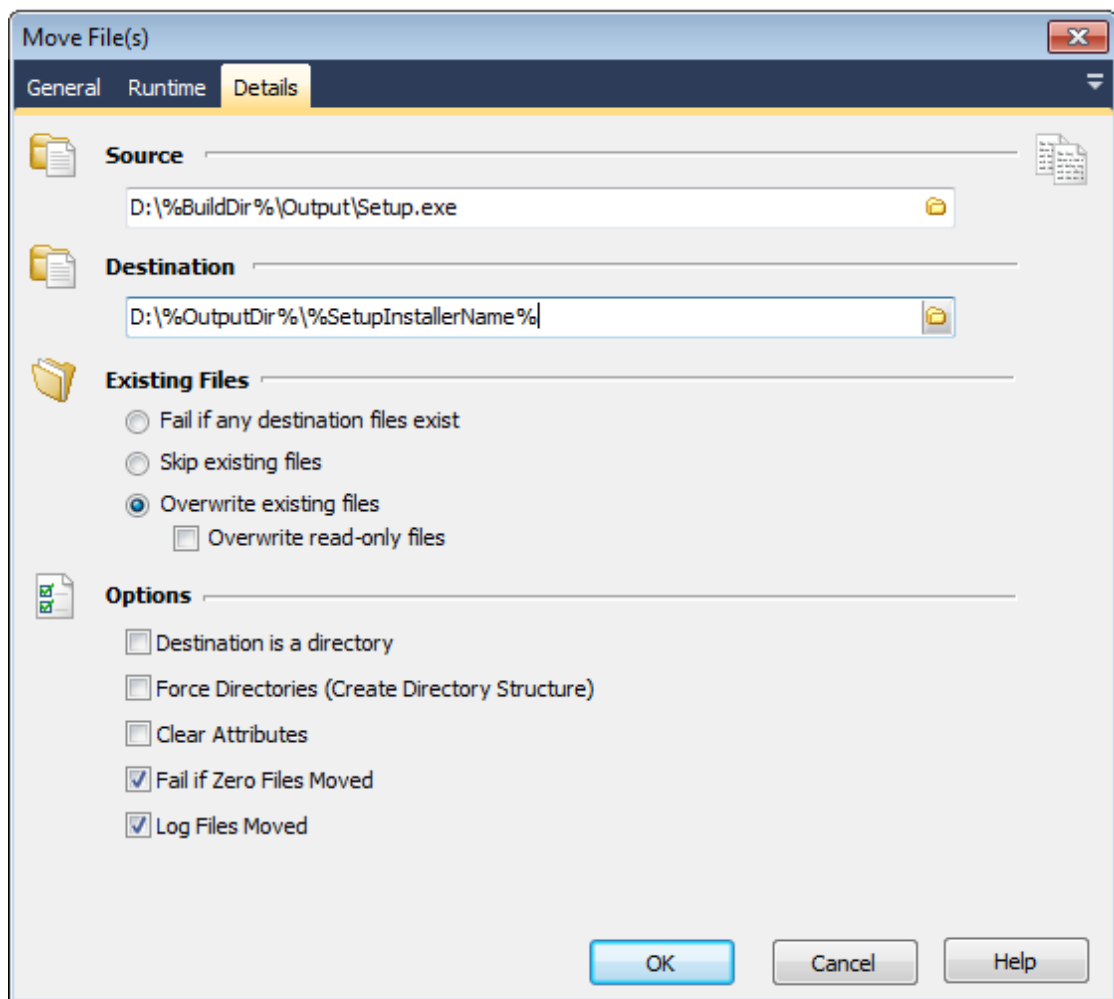 Move File(s)
General Runtime Details
Source
D:\%BuildDir%\Output\Setup.exe
Destination
D:\%OutputDir%\%SetupInstallerName%
Existing Files
Fail if any destination files exist
Skip existing files
Overwrite existing files
Overwrite read-only files
Options
Destination is a directory
Force Directories (Create Directory Structure)
Clear Attributes
Fail if Zero Files Moved
Log Files Moved
OK Cancel Help